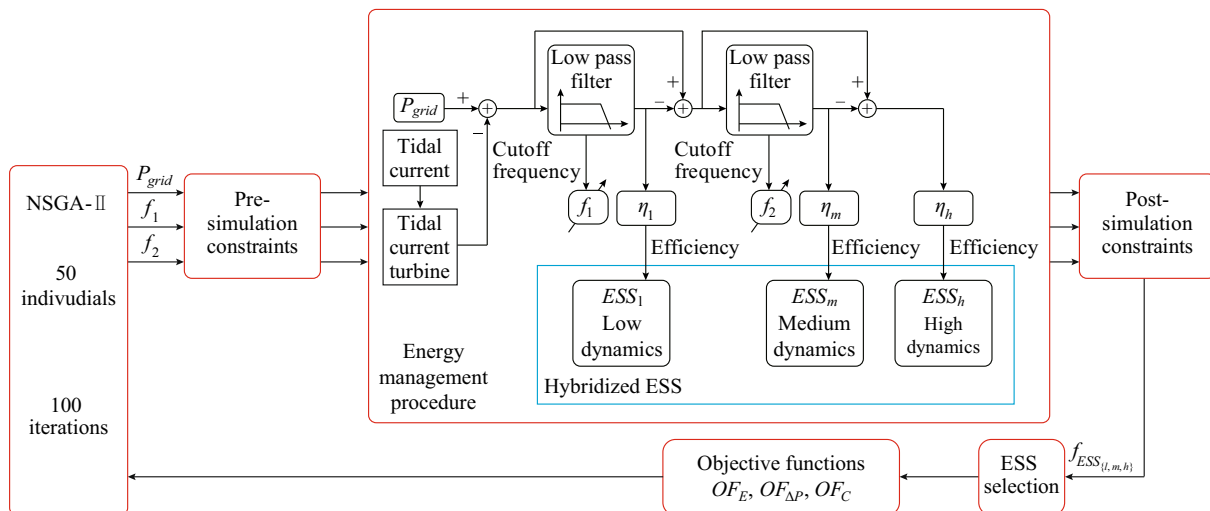 NSGA-Ⅱ
50
indivudials
100
iterations
P_grid
f_1
f_2
Pre-
simulation
constraints
P_grid
+
+
−
Tidal
current
Tidal
current
turbine
Low pass
filter
Cutoff
frequency
f_1
−
+
+
η_1
Efficiency
Low pass
filter
Cutoff
frequency
f_2
−
+
+
η_m
Efficiency
η_h
Efficiency
ESS_1
Low
dynamics
ESS_m
Medium
dynamics
ESS_h
High
dynamics
Hybridized ESS
Energy
management
procedure
Post-
simulation
constraints
f_ESS_{l, m, h}
ESS
selection
Objective functions
OF_E, OF_ΔP, OF_C